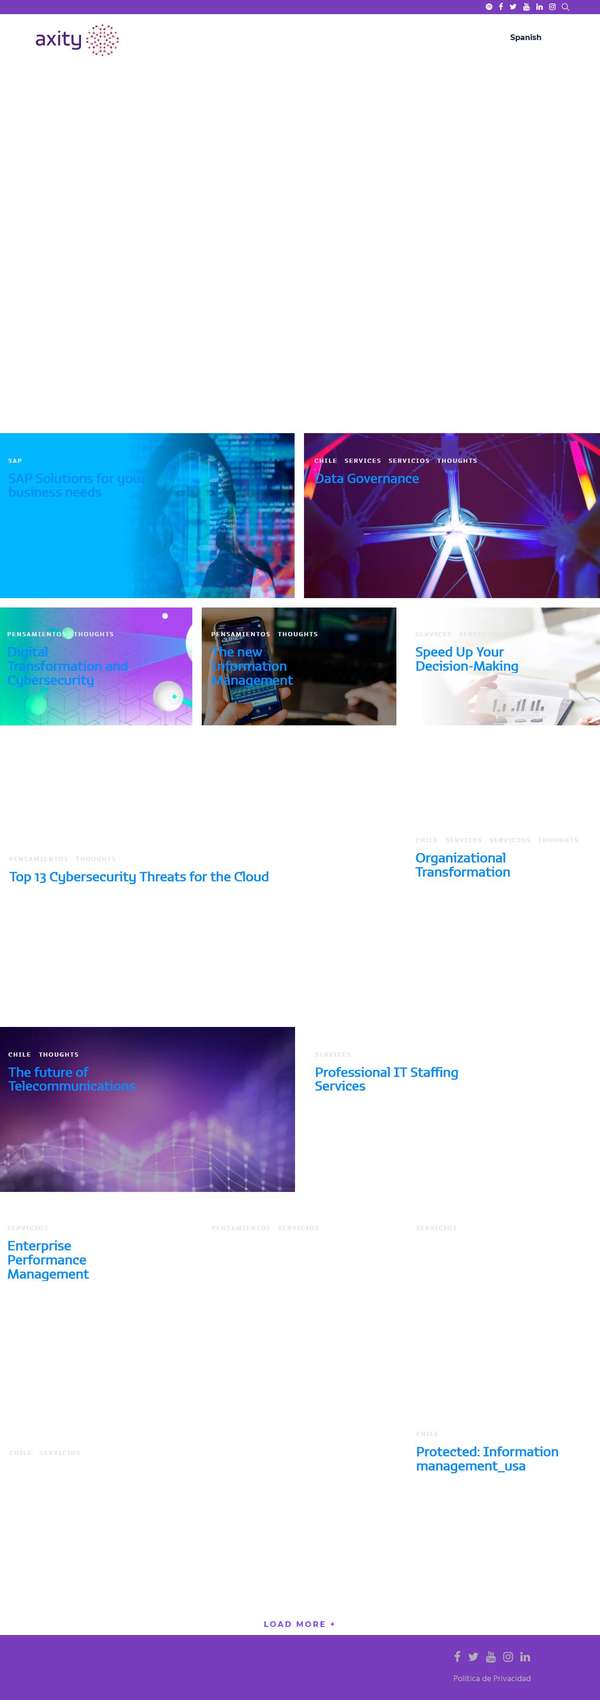 axity
Spanish
SAP
SAP Solutions for your
business needs
CHILE SERVICES SERVICIOS THOUGHTS
Data Governance
PENSAMIENTOS THOUGHTS
Digital
Transformation and
Cybersecurity
PENSAMIENTOS THOUGHTS
The new
Information
Management
SERVICES
Speed Up Your
Decision-Making
PENSAMIENTOS THOUGHTS
Top 13 Cybersecurity Threats for the Cloud
CHILE SERVICES SERVICIOS THOUGHTS
Organizational
Transformation
CHILE THOUGHTS
The future of
Telecommunications
SERVICES
Professional IT Staffing
Services
SERVICIOS
Enterprise
Performance
Management
PENSAMIENTOS SERVICIOS
SERVICIOS
CHILE SERVICIOS
CHILE
Protected: Information
management_usa
LOAD MORE +
Política de Privacidad